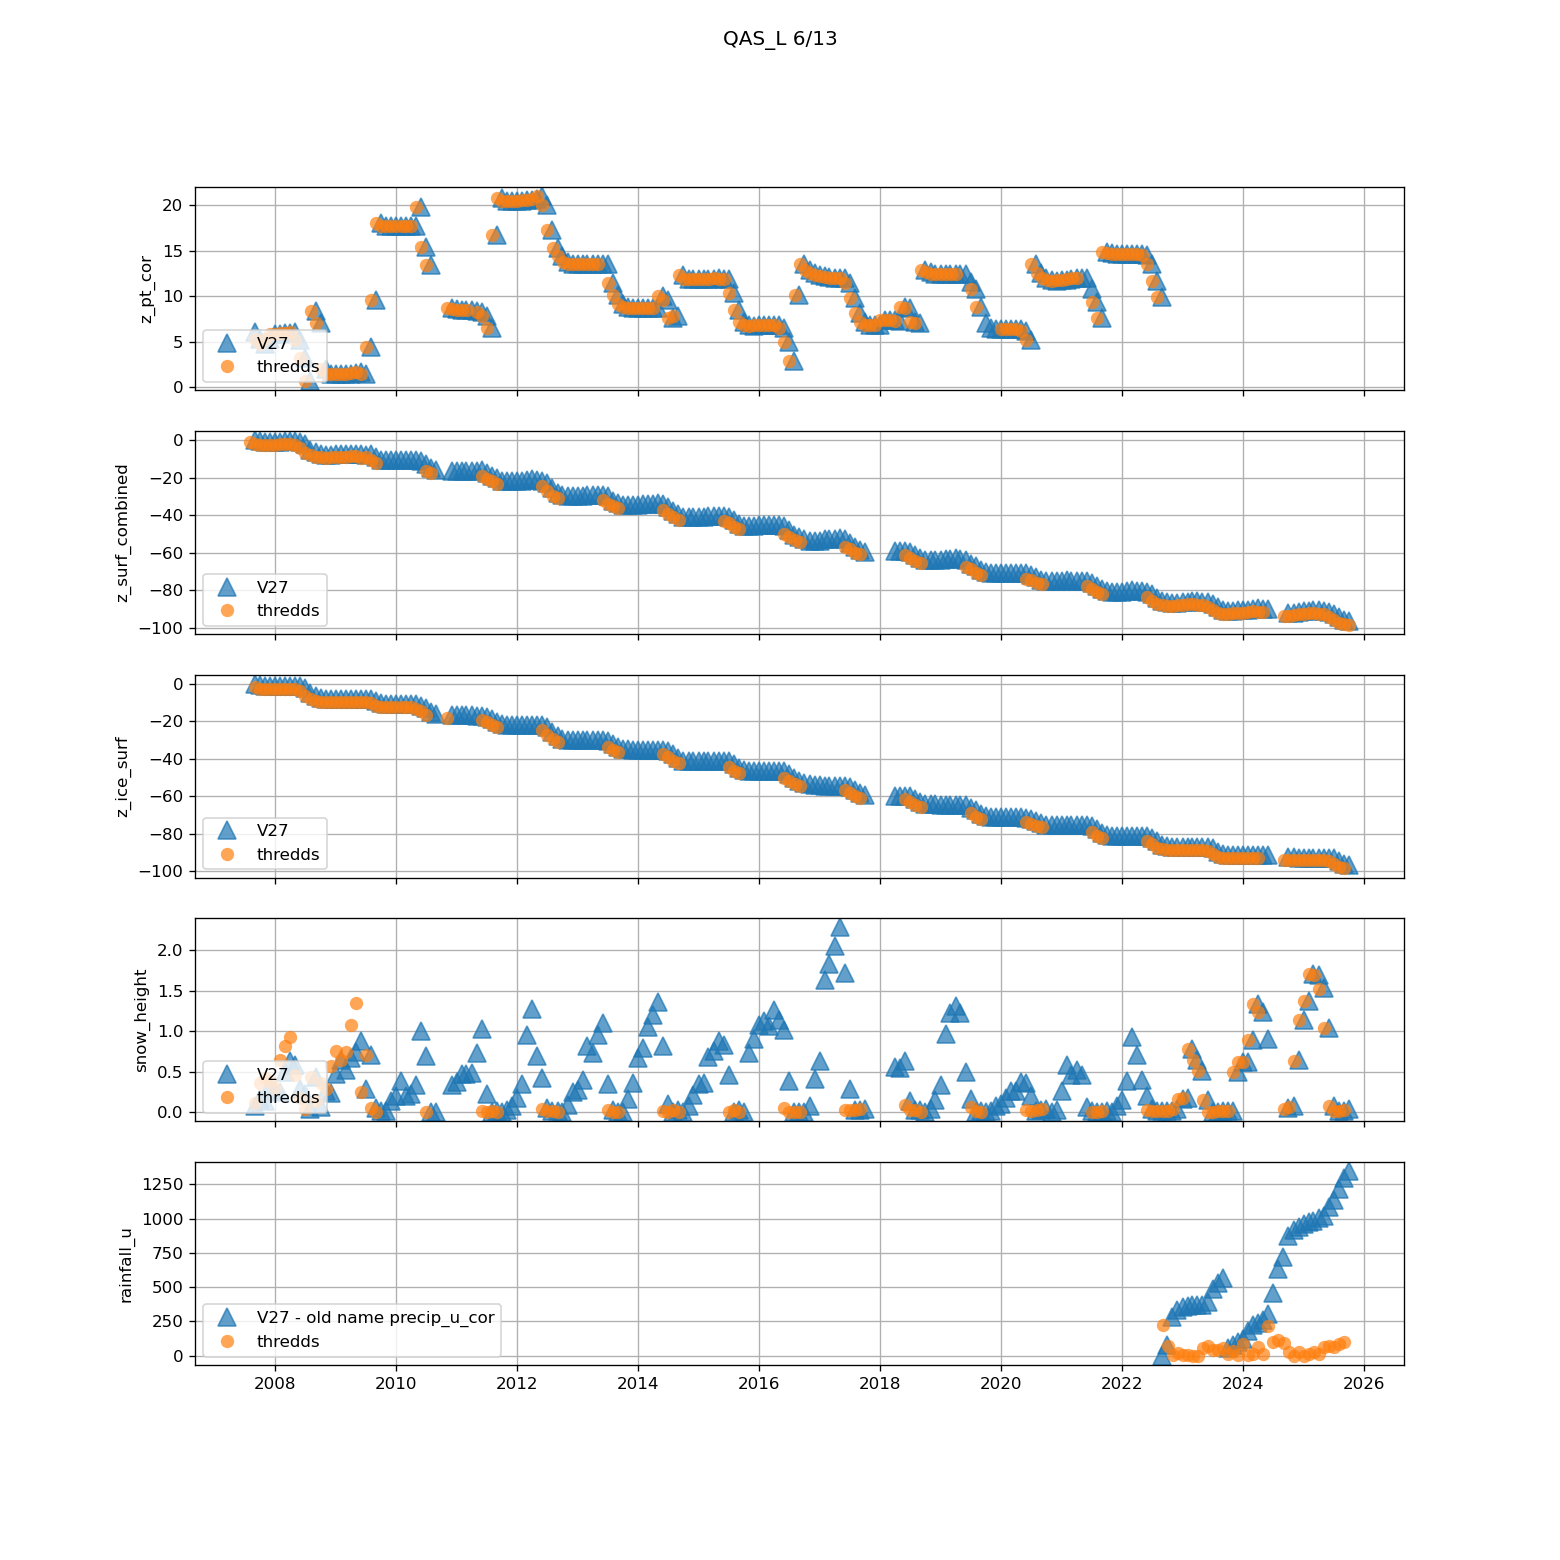 QAS_L 6/13
z_pt_cor
20
15
10
5
0
V27
thredds
z_surf_combined
0
−20
−40
−60
−80
−100
V27
thredds
z_ice_surf
0
−20
−40
−60
−80
−100
V27
thredds
snow_height
2.0
1.5
1.0
0.5
0.0
V27
thredds
rainfall_u
1250
1000
750
500
250
0
V27 - old name precip_u_cor
thredds
2008 2010 2012 2014 2016 2018 2020 2022 2024 2026